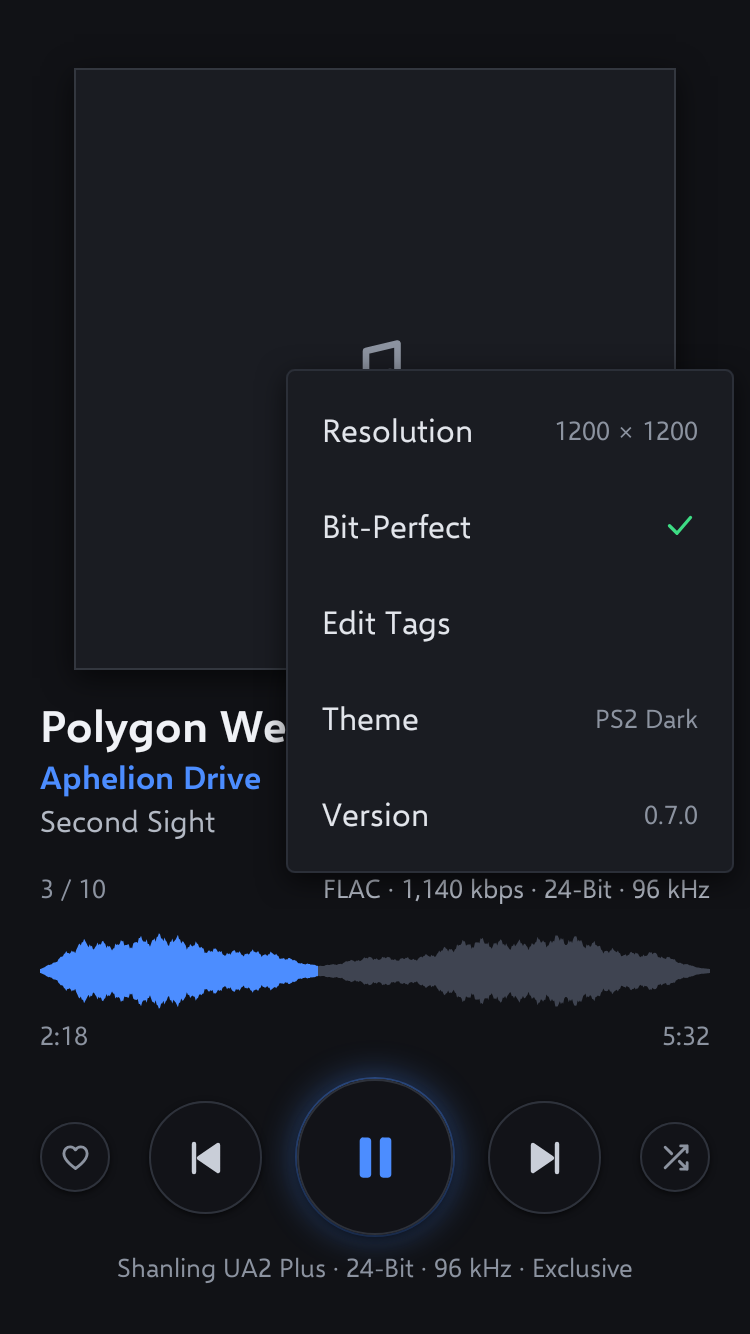 Resolution 1200 × 1200
Bit-Perfect
Edit Tags
Theme PS2 Dark
Version 0.7.0
Polygon
Aphelion Drive
Second Sight
3 / 10 FLAC · 1,140 kbps · 24-Bit · 96 kHz
2:18 5:32
Shanling UA2 Plus · 24-Bit · 96 kHz · Exclusive